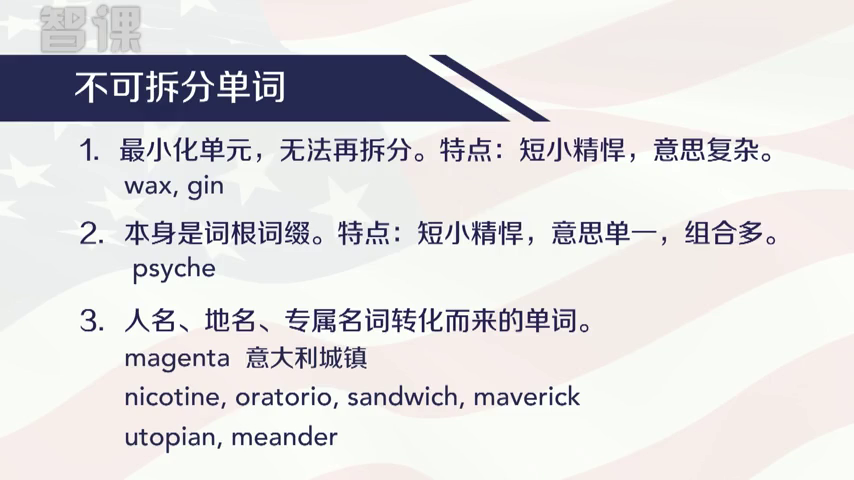 智课
不可拆分单词
1. 最小化单元，无法再拆分。特点：短小精悍，意思复杂。
wax, gin
2. 本身是词根词缀。特点：短小精悍，意思单一，组合多。
psyche
3. 人名、地名、专属名词转化而来的单词。
magenta 意大利城镇
nicotine, oratorio, sandwich, maverick
utopian, meander